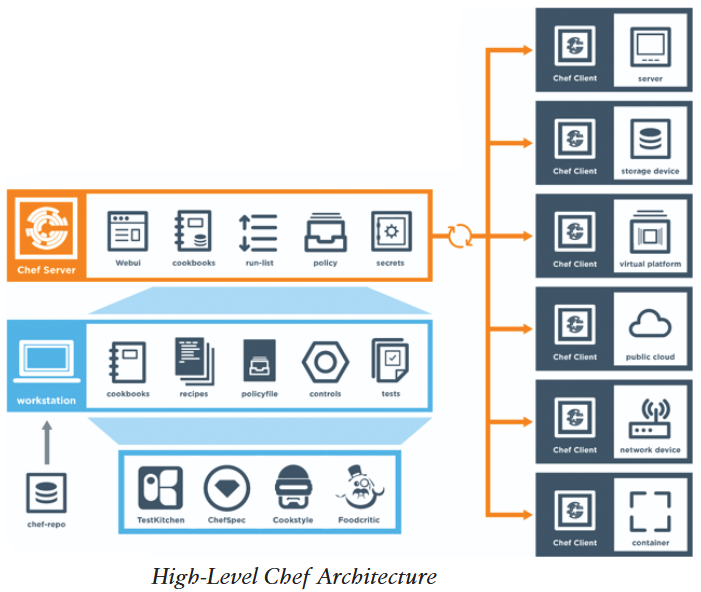 Chef Client
server
Chef Client
storage device
Chef Server
Webui
cookbooks
run-list
policy
secrets
Chef Client
virtual platform
workstation
cookbooks
recipes
policyfile
controls
tests
Chef Client
public cloud
Chef Client
network device
chef-repo
TestKitchen
ChefSpec
Cookstyle
Foodcritic
Chef Client
container
High-Level Chef Architecture